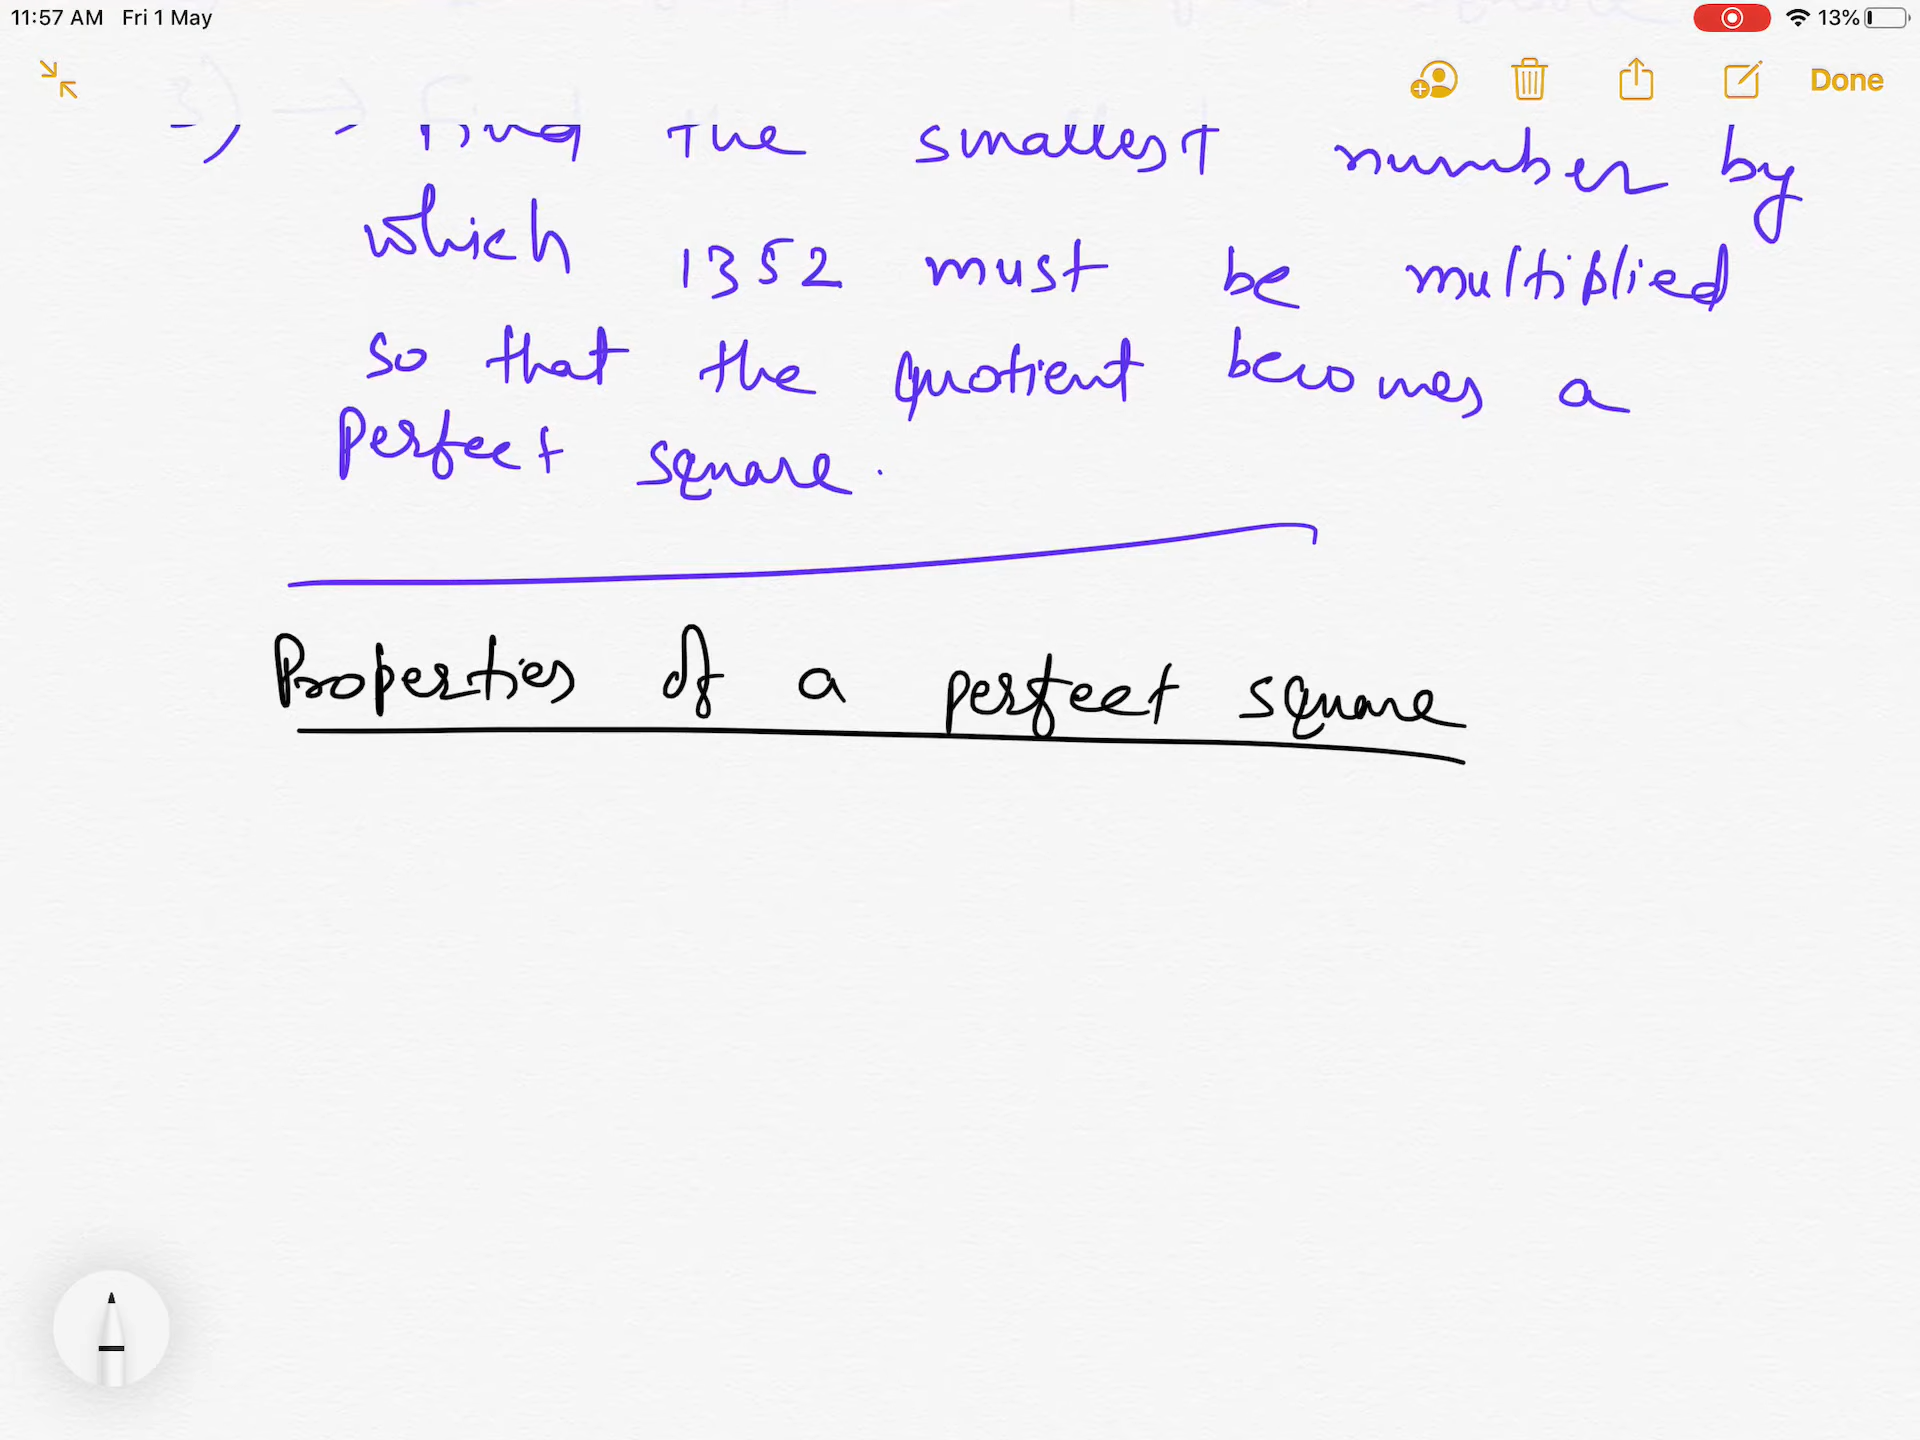 11:57 AM Fri 1 May 13%
Done
Find the smallest number by
which 1352 must be multiplied
so that the quotient becomes a
Perfect square.
Properties of a perfect square